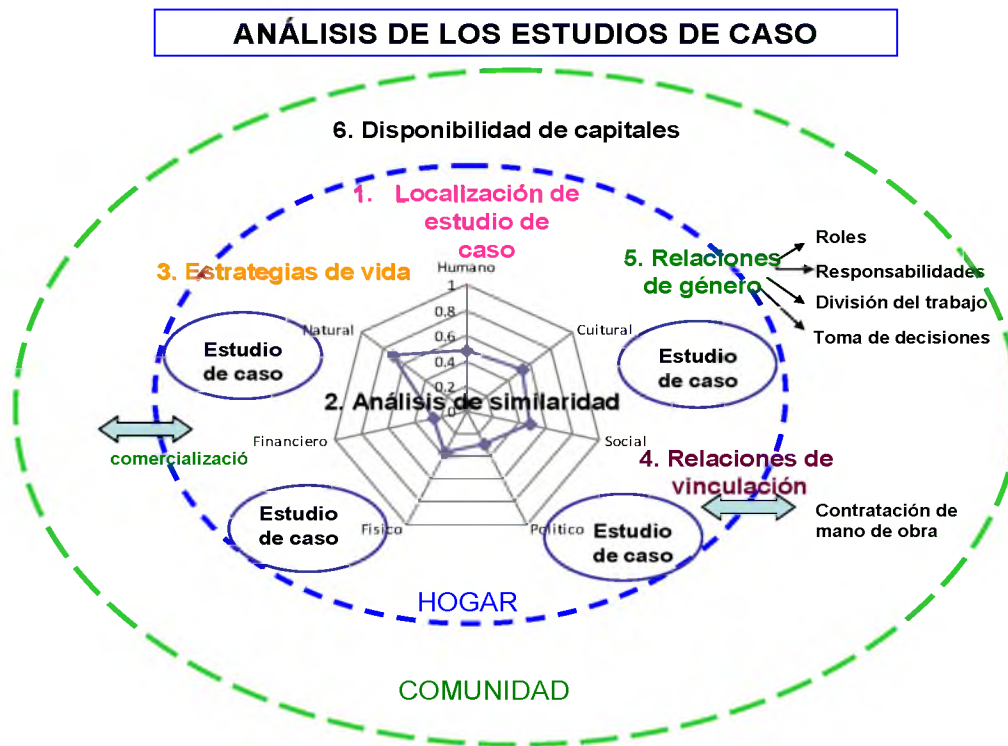 ANÁLISIS DE LOS ESTUDIOS DE CASO
6. Disponibilidad de capitales
1. Localización de
estudio de
caso
3. Estrategias de vida
5. Relaciones
de género
Roles
Responsabilidades
División del trabajo
Toma de decisiones
Humano
1
0.8
0.6
0.4
0.2
0
Natural
Cultural
Estudio
de caso
Estudio
de caso
2. Análisis de similaridad
Financiero
Social
comercializació
4. Relaciones de
vinculación
Contratación de
mano de obra
Estudio
de caso
Físico
Político
Estudio
de caso
HOGAR
COMUNIDAD